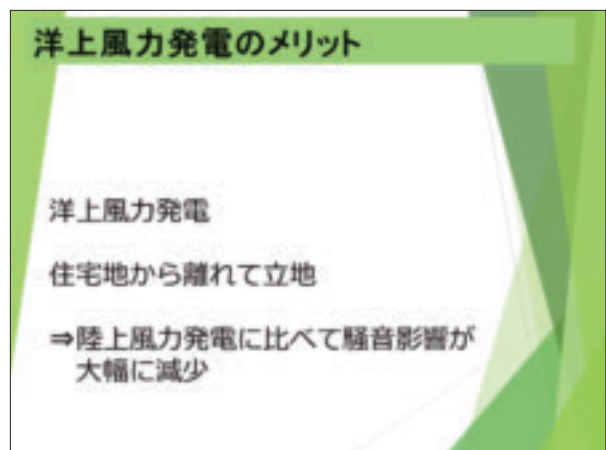 洋上風力発電のメリット
洋上風力発電
住宅地から離れて立地
⇒陸上風力発電に比べて騒音影響が
大幅に減少